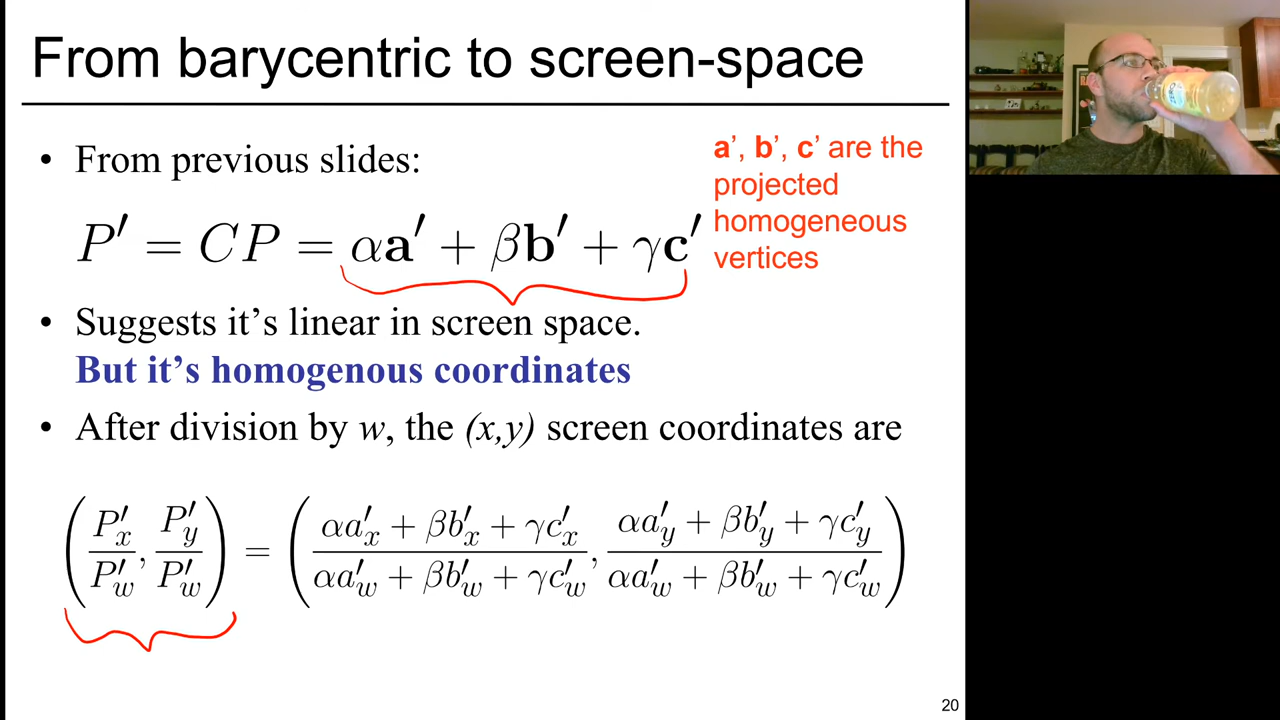 From barycentric to screen-space
• From previous slides:
P′ = CP = αa′ + βb′ + γc′
a’, b’, c’ are the
projected
homogeneous
vertices
• Suggests it’s linear in screen space.
But it’s homogenous coordinates
• After division by w, the (x,y) screen coordinates are
(P′x/P′w, P′y/P′w) = ((αa′x + βb′x + γc′x)/(αa′w + βb′w + γc′w), (αa′y + βb′y + γc′y)/(αa′w + βb′w + γc′w))
20